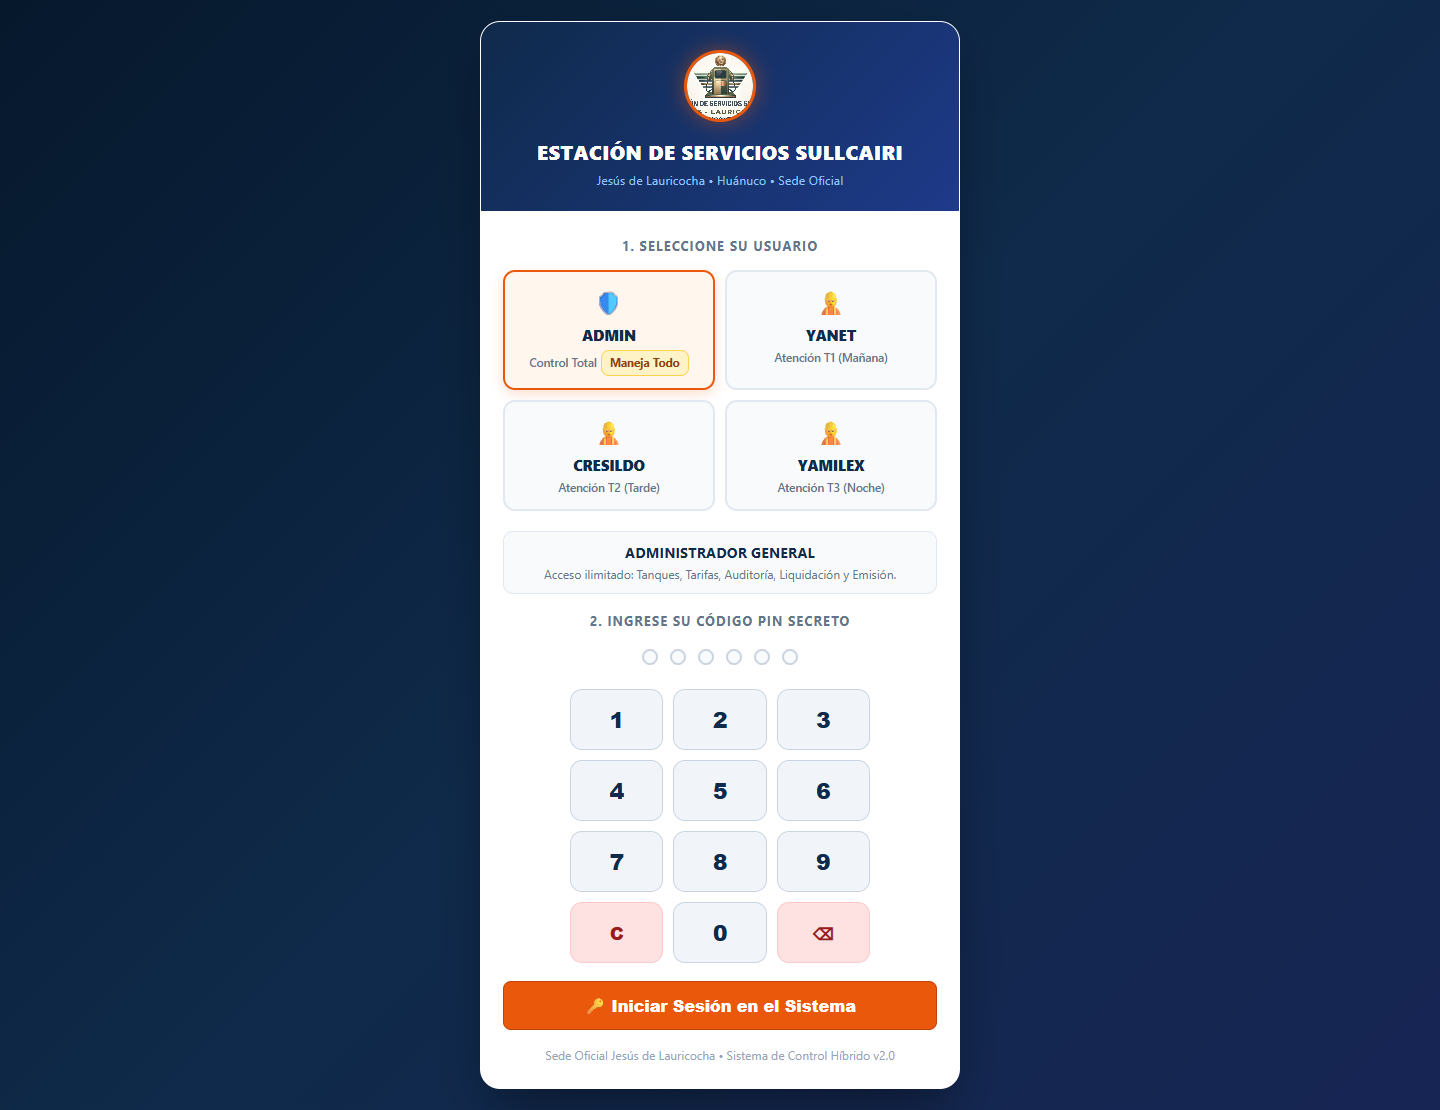 ESTACIÓN DE SERVICIOS SULLCAIRI
Jesús de Lauricocha • Huánuco • Sede Oficial
1. SELECCIONE SU USUARIO
ADMIN
Control Total Maneja Todo
YANET
Atención T1 (Mañana)
CRESILDO
Atención T2 (Tarde)
YAMILEX
Atención T3 (Noche)
ADMINISTRADOR GENERAL
Acceso ilimitado: Tanques, Tarifas, Auditoría, Liquidación y Emisión.
2. INGRESE SU CÓDIGO PIN SECRETO
1 2 3
4 5 6
7 8 9
C 0 ⌫
🔑 Iniciar Sesión en el Sistema
Sede Oficial Jesús de Lauricocha • Sistema de Control Híbrido v2.0